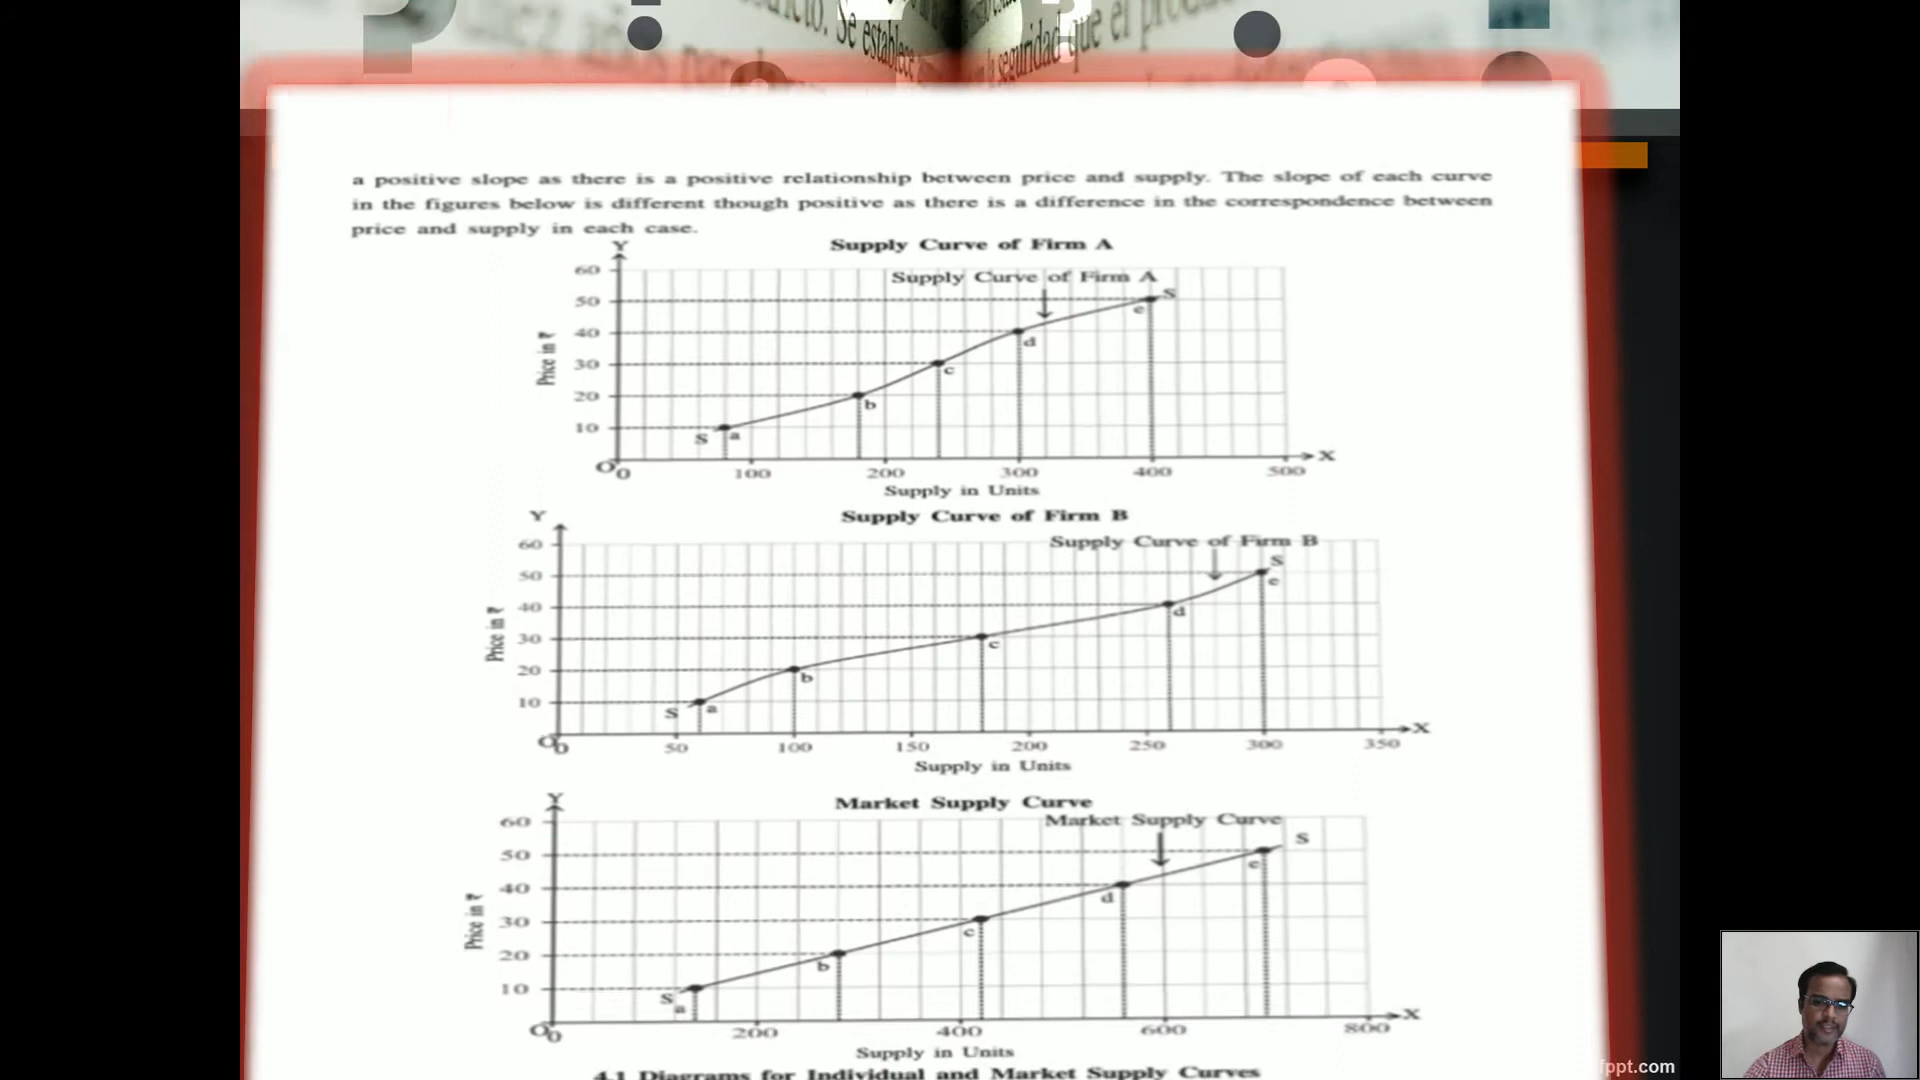 Se establece
seguridad que el
a positive slope as there is a positive relationship between price and supply. The slope of each curve
in the figures below is different though positive as there is a difference in the correspondence between
price and supply in each case.
Supply Curve of Firm A
Y
Supply Curve of Firm A
60
50
40
30
20
10
Price in ₹
S
a
b
c
d
e
S
O
0
100
200
300
400
500
X
Supply in Units
Supply Curve of Firm B
Y
Supply Curve of Firm B
60
50
40
30
20
10
Price in ₹
S
a
b
c
d
e
S
O
0
50
100
150
200
250
300
350
X
Supply in Units
Market Supply Curve
Y
Market Supply Curve
60
50
40
30
20
10
Price in ₹
S
a
b
c
d
e
S
O
0
200
400
600
800
X
Supply in Units
4.1 Diagrams for Individual and Market Supply Curves
fppt.com